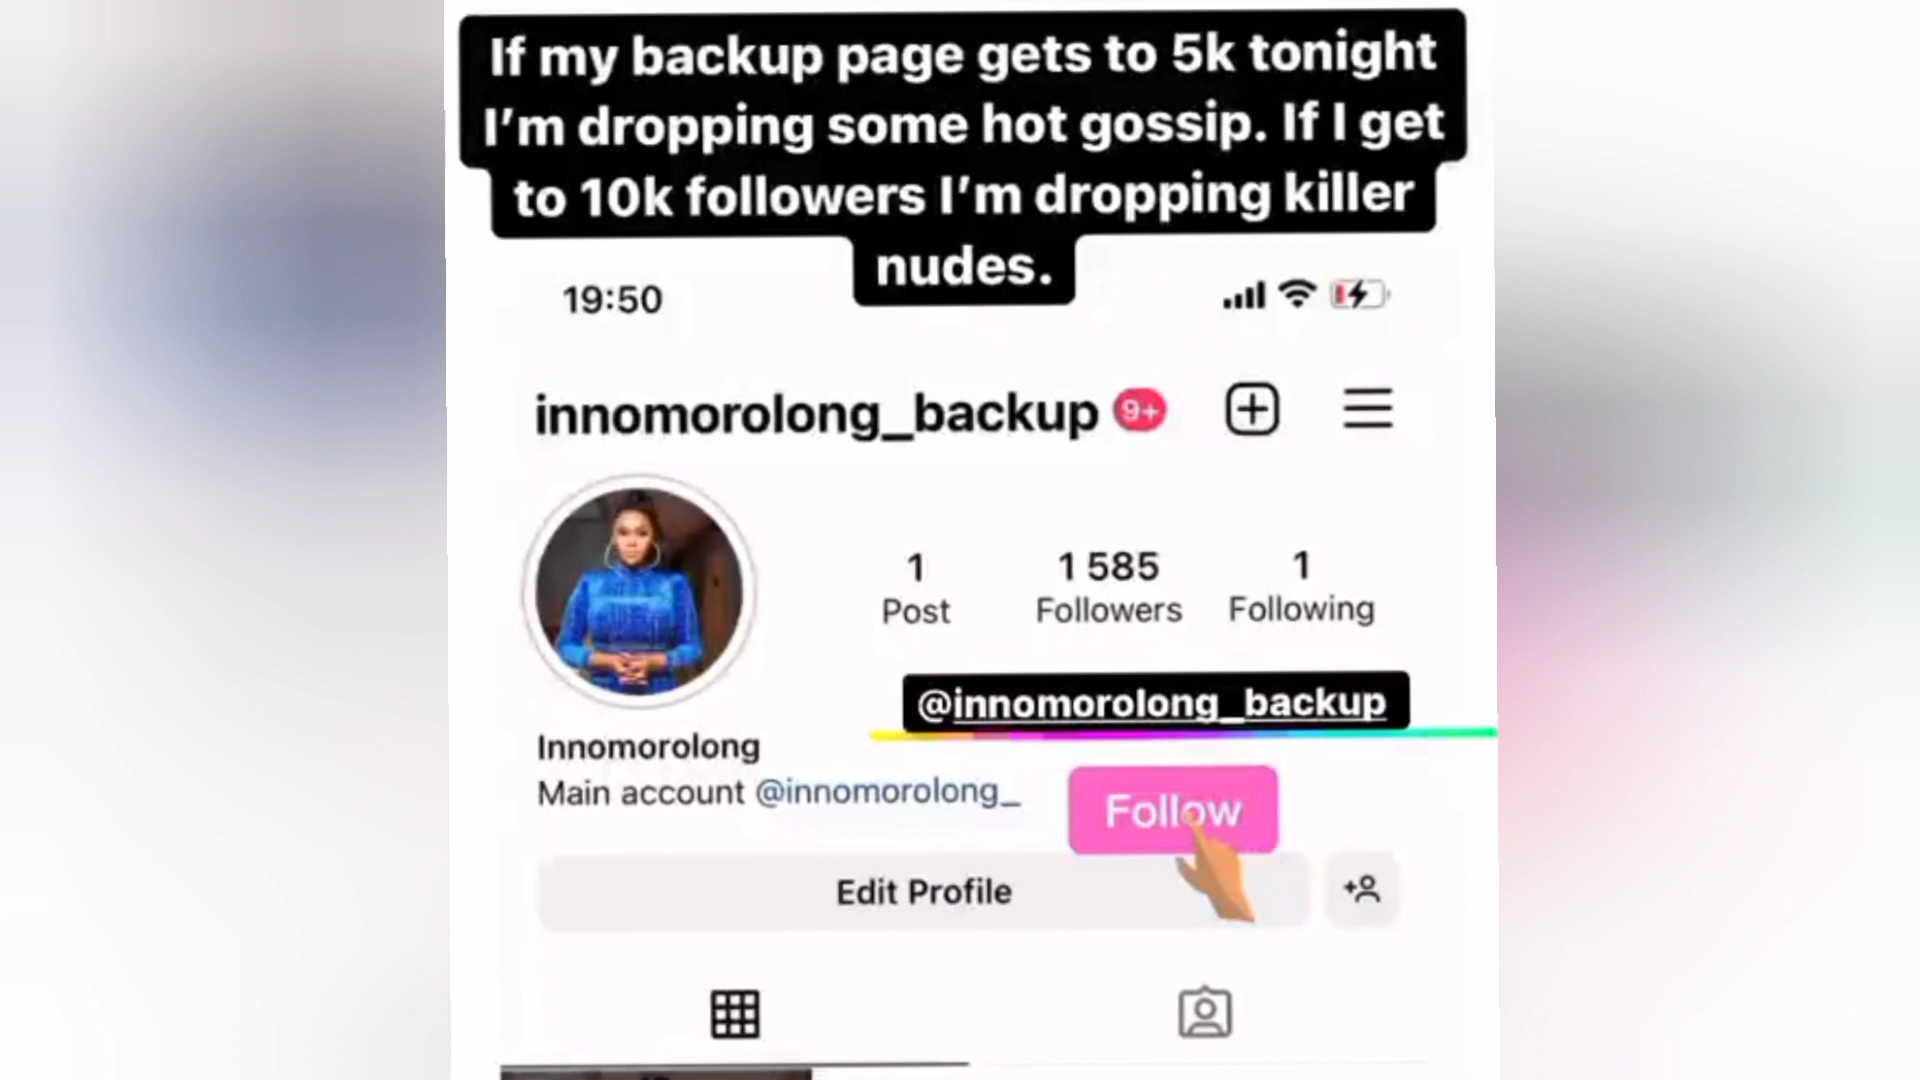 If my backup page gets to 5k tonight
I'm dropping some hot gossip. If I get
to 10k followers I'm dropping killer
nudes.
19:50
innomorolong_backup 9+
1 1 585 1
Post Followers Following
@innomorolong_backup
Innomorolong
Main account @innomorolong_
Follow
Edit Profile